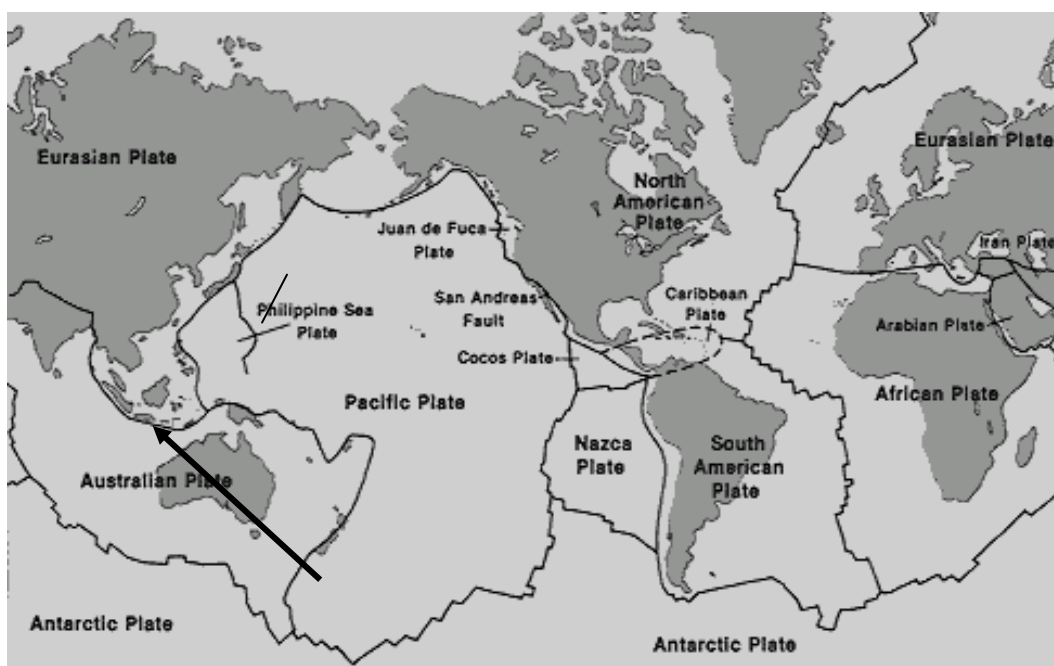 Eurasian Plate
Eurasian Plate
North
American
Plate
Juan de Fuca
Plate
Iran Plate
Philippine Sea
Plate
San Andreas
Fault
Caribbean
Plate
Arabian Plate
Cocos Plate
Pacific Plate
African Plate
Nazca
Plate
South
American
Plate
Australian Plate
Antarctic Plate
Antarctic Plate